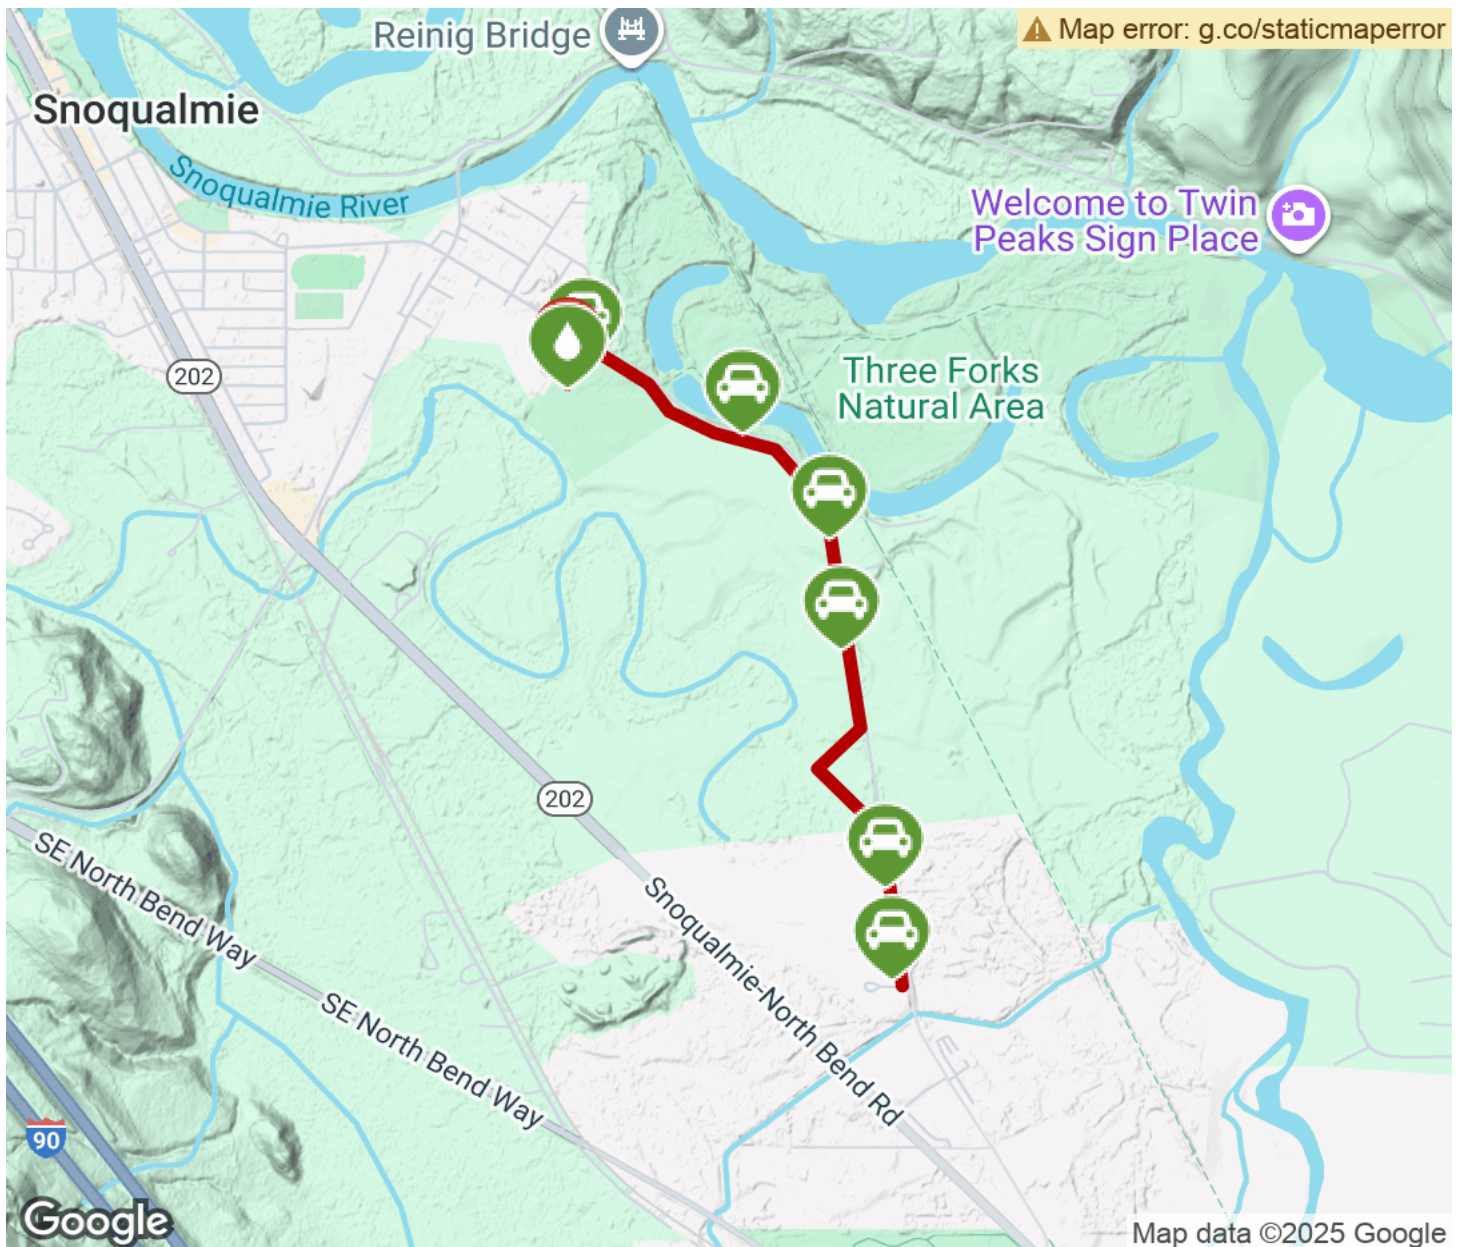 Reinig Bridge
Map error: g.co/staticmaperror
Snoqualmie
Snoqualmie River
Welcome to Twin
Peaks Sign Place
202
Three Forks
Natural Area
202
SE North Bend Way
Snoqualmie-North Bend Rd
SE North Bend Way
90
Google
Map data ©2025 Google